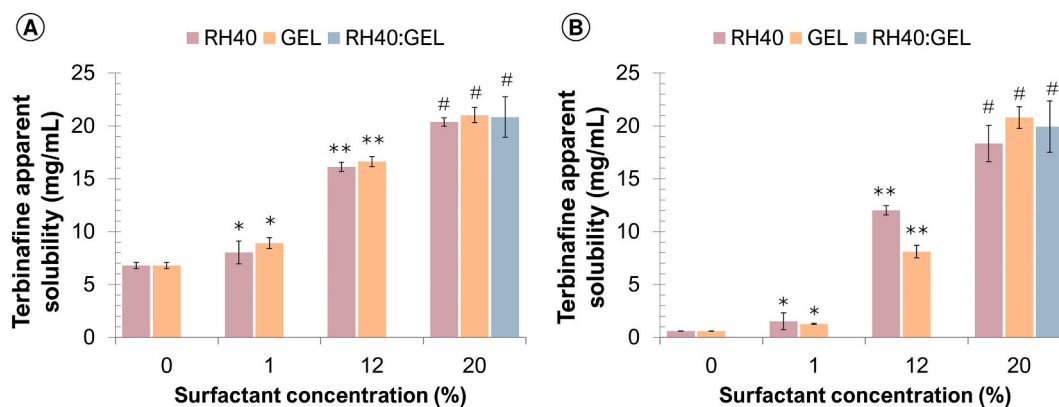 A
RH40 GEL RH40:GEL
Terbinafine apparent
solubility (mg/mL)
25
20
15
10
5
0
* * ** ** # # #
0 1 12 20
Surfactant concentration (%)
B
RH40 GEL RH40:GEL
Terbinafine apparent
solubility (mg/mL)
25
20
15
10
5
0
* * ** ** # # #
0 1 12 20
Surfactant concentration (%)